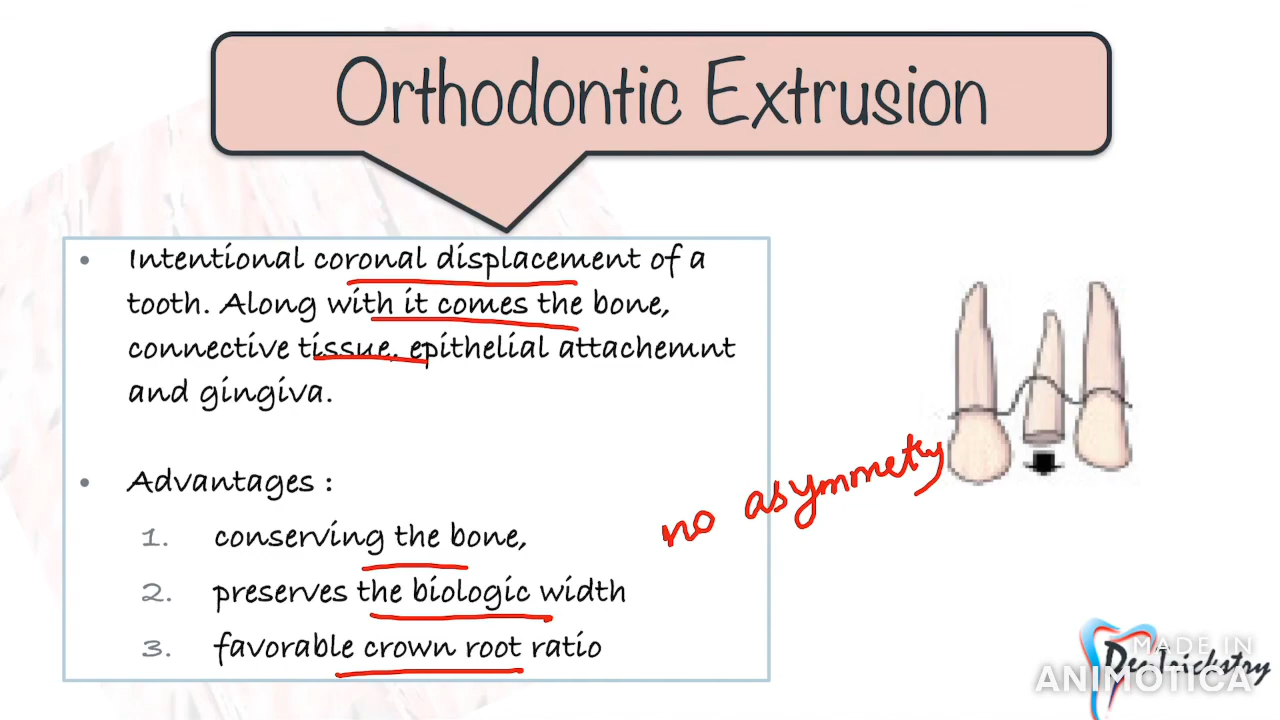 Orthodontic Extrusion
• Intentional coronal displacement of a
tooth. Along with it comes the bone,
connective tissue, epithelial attachemnt
and gingiva.
• Advantages :
1. conserving the bone,
2. preserves the biologic width
3. favorable crown root ratio
no asymmetry
Dentrickstry
MADE IN
ANIMOTICA